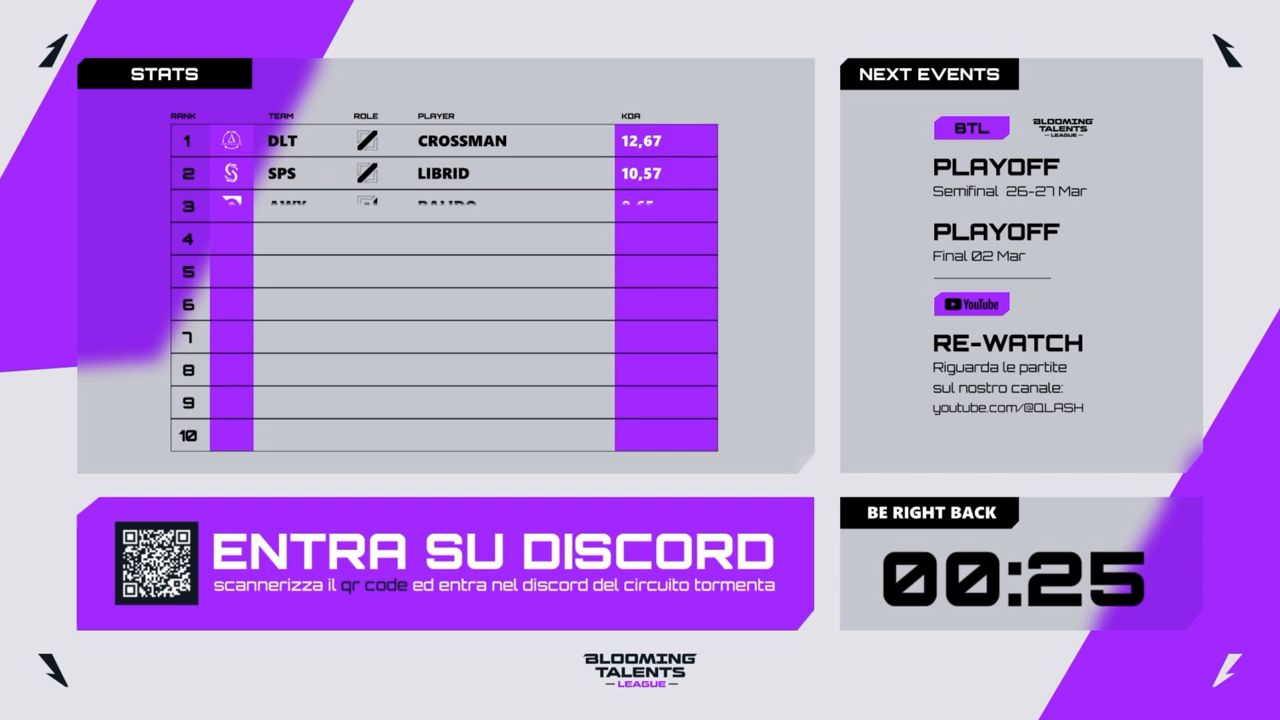 STATS
RANK TEAM ROLE PLAYER KDA
1 DLT CROSSMAN 12,67
2 SPS LIBRID 10,57
3
4
5
6
7
8
9
10
NEXT EVENTS
BTL BLOOMING TALENTS LEAGUE
PLAYOFF
Semifinal 26-27 Mar
PLAYOFF
Final 02 Mar
YouTube
RE-WATCH
Riguarda le partite
sul nostro canale:
youtube.com/@QLASH
ENTRA SU DISCORD
scannerizza il qr code ed entra nel discord del circuito tormenta
BE RIGHT BACK
00:25
BLOOMING
TALENTS
LEAGUE